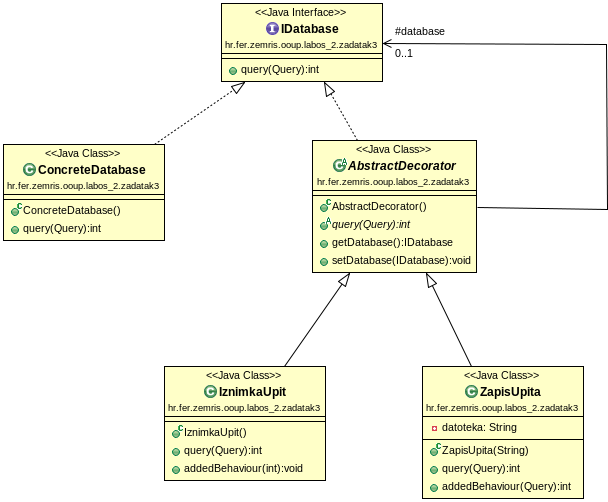 <<Java Interface>>
IDatabase
hr.fer.zemris.ooup.labos_2.zadatak3
query(Query):int
#database
0..1
<<Java Class>>
ConcreteDatabase
hr.fer.zemris.ooup.labos_2.zadatak3
ConcreteDatabase()
query(Query):int
<<Java Class>>
AbstractDecorator
hr.fer.zemris.ooup.labos_2.zadatak3
AbstractDecorator()
query(Query):int
getDatabase():IDatabase
setDatabase(IDatabase):void
<<Java Class>>
IznimkaUpit
hr.fer.zemris.ooup.labos_2.zadatak3
IznimkaUpit()
query(Query):int
addedBehaviour(int):void
<<Java Class>>
ZapisUpita
hr.fer.zemris.ooup.labos_2.zadatak3
datoteka: String
ZapisUpita(String)
query(Query):int
addedBehaviour(Query):int